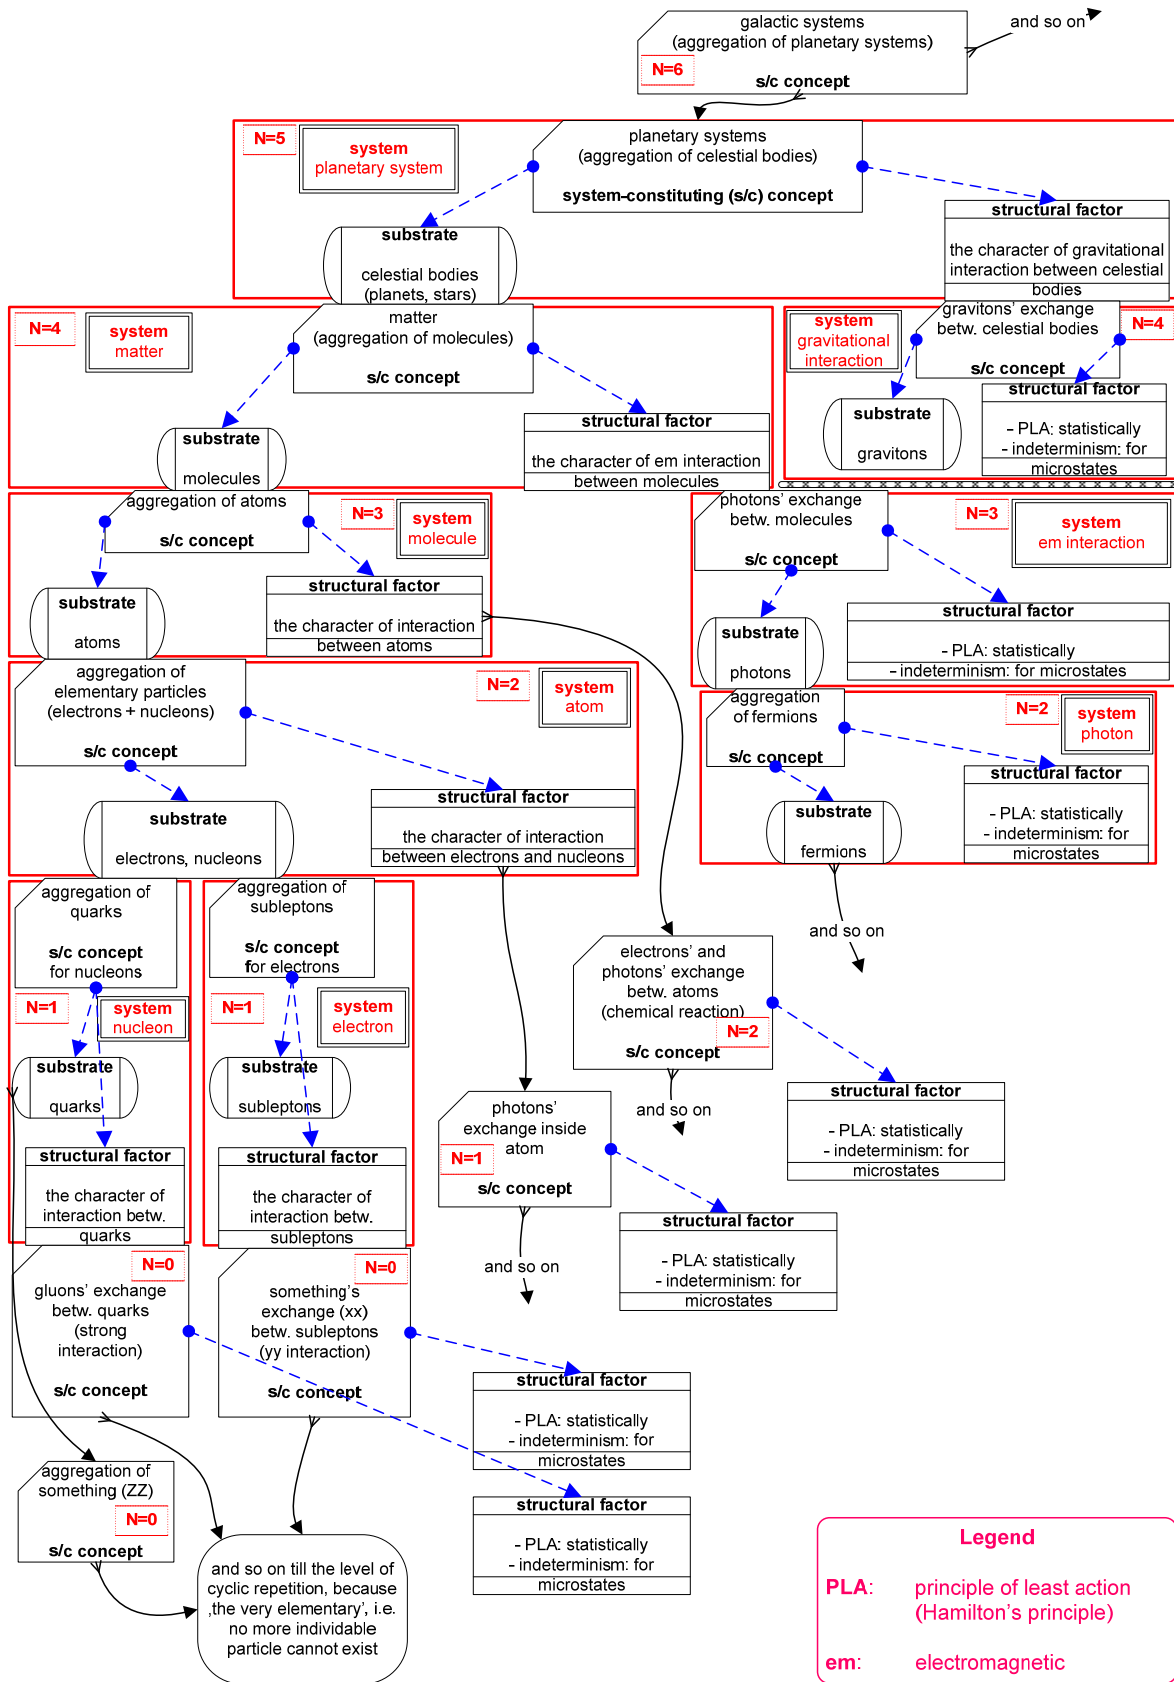 galactic systems
(aggregation of planetary systems)
and so on
N=6
s/c concept
N=5
system
planetary system
planetary systems
(aggregation of celestial bodies)
system-constituting (s/c) concept
substrate
celestial bodies
(planets, stars)
structural factor
the character of gravitational
interaction between celestial
bodies
N=4
system
matter
matter
(aggregation of molecules)
s/c concept
substrate
molecules
structural factor
the character of em interaction
between molecules
system
gravitational
interaction
gravitons' exchange
betw. celestial bodies
s/c concept
N=4
substrate
gravitons
structural factor
- PLA: statistically
- indeterminism: for
microstates
aggregation of atoms
s/c concept
N=3
system
molecule
substrate
atoms
structural factor
the character of interaction
between atoms
photons' exchange
betw. molecules
s/c concept
N=3
system
em interaction
substrate
photons
structural factor
- PLA: statistically
- indeterminism: for microstates
aggregation of
elementary particles
(electrons + nucleons)
s/c concept
N=2
system
atom
substrate
electrons, nucleons
structural factor
the character of interaction
between electrons and nucleons
aggregation
of fermions
s/c concept
N=2
system
photon
substrate
fermions
structural factor
- PLA: statistically
- indeterminism: for
microstates
and so on
aggregation of
quarks
s/c concept
for nucleons
N=1
system
nucleon
substrate
quarks
structural factor
the character of
interaction betw.
quarks
aggregation of
subleptons
s/c concept
for electrons
N=1
system
electron
substrate
subleptons
structural factor
the character of
interaction betw.
subleptons
electrons' and
photons' exchange
betw. atoms
(chemical reaction)
N=2
s/c concept
and so on
structural factor
- PLA: statistically
- indeterminism: for
microstates
photons'
exchange inside
atom
N=1
s/c concept
and so on
structural factor
- PLA: statistically
- indeterminism: for
microstates
N=0
gluons' exchange
betw. quarks
(strong
interaction)
s/c concept
N=0
something's
exchange (xx)
betw. subleptons
(yy interaction)
s/c concept
structural factor
- PLA: statistically
- indeterminism: for
microstates
structural factor
- PLA: statistically
- indeterminism: for
microstates
aggregation of
something (ZZ)
N=0
s/c concept
and so on till the level of
cyclic repetition, because
‚the very elementary', i.e.
no more individable
particle cannot exist
Legend
PLA: principle of least action
(Hamilton's principle)
em: electromagnetic